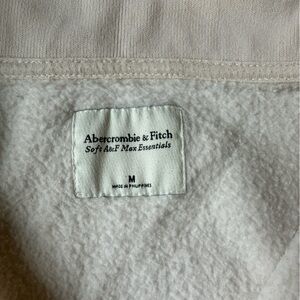 Abercrombie & Fitch
Soft A&F Max Essentials
M
MADE IN PHILIPPINES